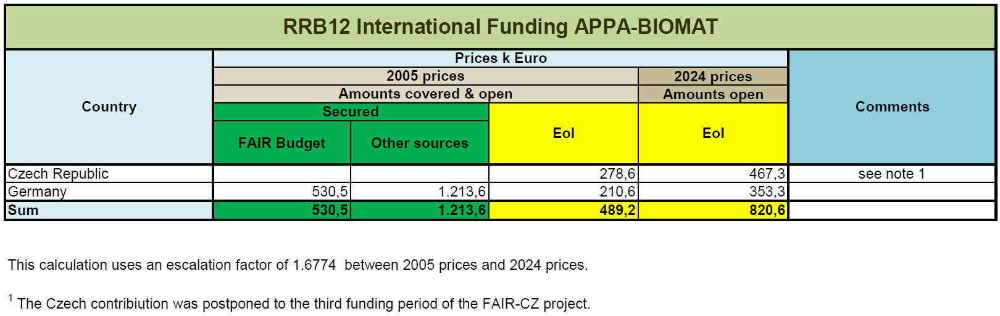 RRB12 International Funding APPA-BIOMAT
Prices k Euro
2005 prices
2024 prices
Amounts covered & open
Amounts open
Country
Comments
Secured
EoI
EoI
FAIR Budget
Other sources
Czech Republic 278,6 467,3 see note 1
Germany 530,5 1.213,6 210,6 353,3
Sum 530,5 1.213,6 489,2 820,6
This calculation uses an escalation factor of 1.6774 between 2005 prices and 2024 prices.
1 The Czech contribiution was postponed to the third funding period of the FAIR-CZ project.